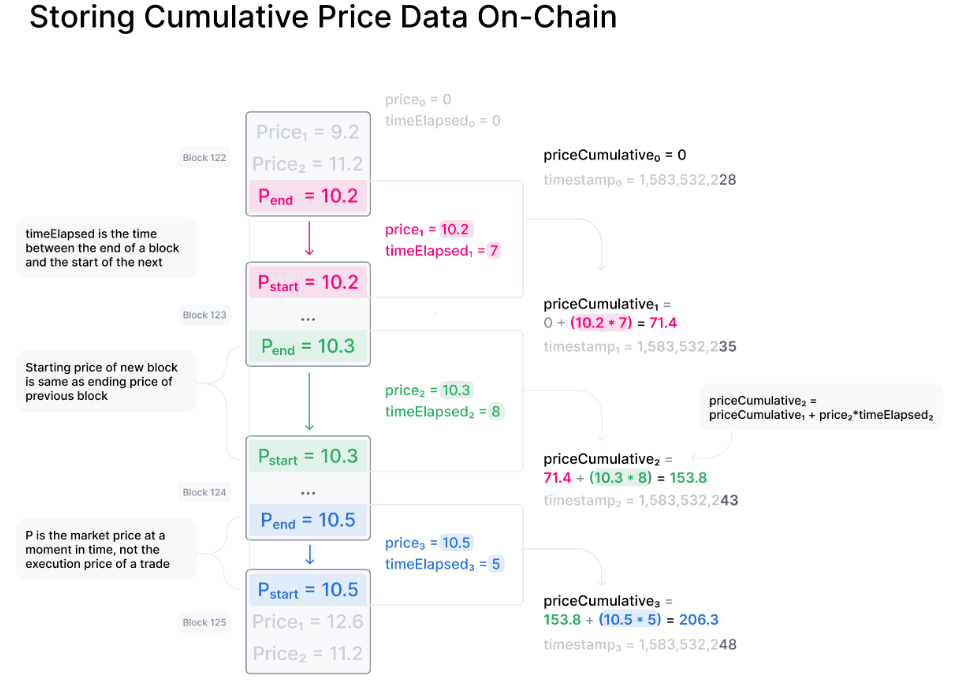 Storing Cumulative Price Data On-Chain
price₀ = 0
timeElapsed₀ = 0
Block 122
Price₁ = 9.2
Price₂ = 11.2
Pend = 10.2
priceCumulative₀ = 0
timestamp₀ = 1,583,532,228
timeElapsed is the time
between the end of a block
and the start of the next
price₁ = 10.2
timeElapsed₁ = 7
Block 123
Pstart = 10.2
...
Pend = 10.3
priceCumulative₁ =
0 + (10.2 * 7) = 71.4
timestamp₁ = 1,583,532,235
Starting price of new block
is same as ending price of
previous block
price₂ = 10.3
timeElapsed₂ = 8
priceCumulative₂ =
priceCumulative₁ + price₂*timeElapsed₂
Block 124
Pstart = 10.3
...
Pend = 10.5
priceCumulative₂ =
71.4 + (10.3 * 8) = 153.8
timestamp₂ = 1,583,532,243
P is the market price at a
moment in time, not the
execution price of a trade
price₃ = 10.5
timeElapsed₃ = 5
Block 125
Pstart = 10.5
Price₁ = 12.6
Price₂ = 11.2
priceCumulative₃ =
153.8 + (10.5 * 5) = 206.3
timestamp₃ = 1,583,532,248